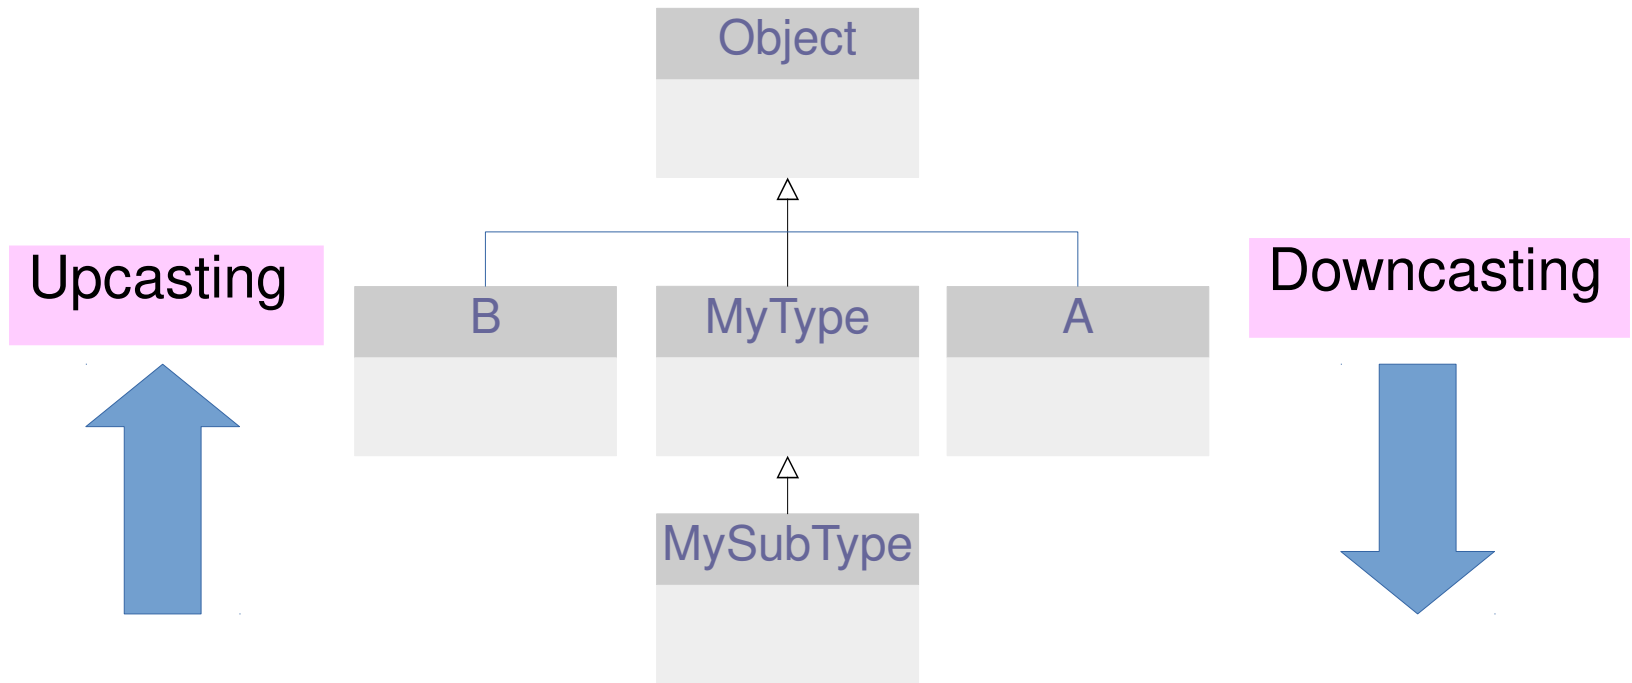 Object
Upcasting
Downcasting
B
MyType
A
MySubType